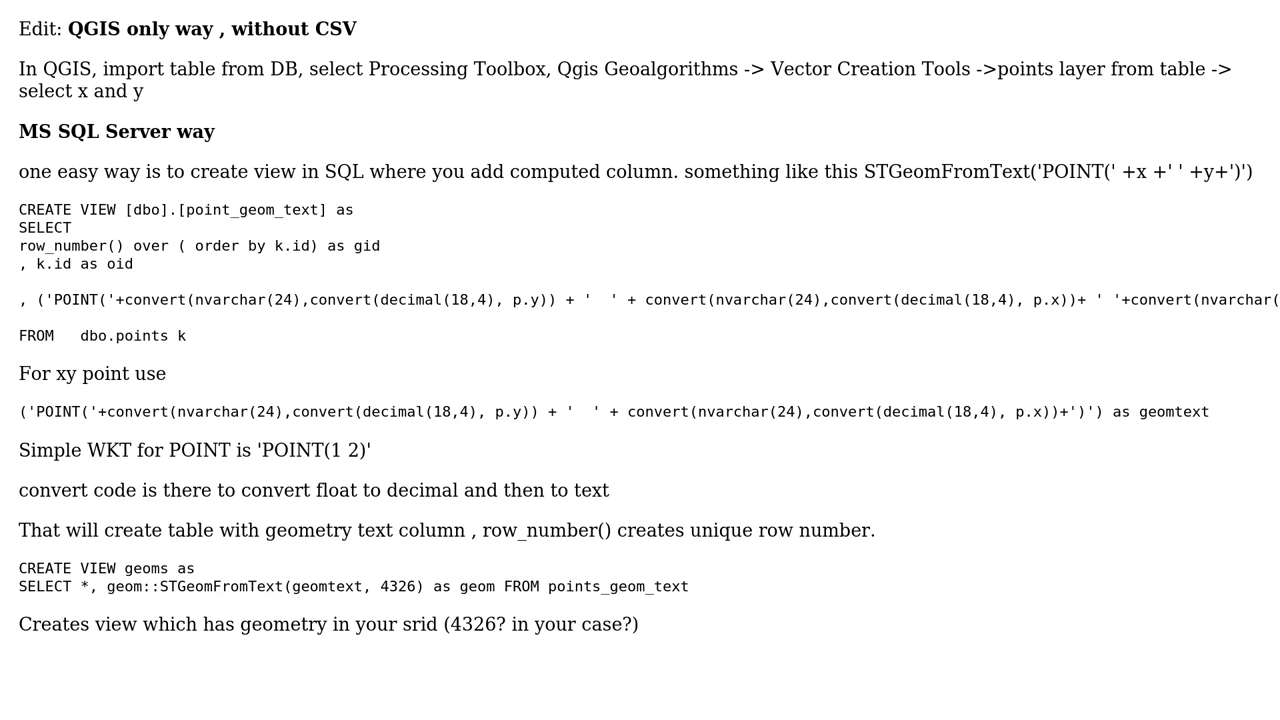 Edit: QGIS only way , without CSV
In QGIS, import table from DB, select Processing Toolbox, Qgis Geoalgorithms -> Vector Creation Tools ->points layer from table ->
select x and y
MS SQL Server way
one easy way is to create view in SQL where you add computed column. something like this STGeomFromText('POINT(' +x +' ' +y+')')
CREATE VIEW [dbo].[point_geom_text] as
SELECT
row_number() over ( order by k.id) as gid
, k.id as oid
, ('POINT('+convert(nvarchar(24),convert(decimal(18,4), p.y)) + '  ' + convert(nvarchar(24),convert(decimal(18,4), p.x))+ ' '+convert(nvarchar(
FROM   dbo.points k
For xy point use
('POINT('+convert(nvarchar(24),convert(decimal(18,4), p.y)) + '  ' + convert(nvarchar(24),convert(decimal(18,4), p.x))+')') as geomtext
Simple WKT for POINT is 'POINT(1 2)'
convert code is there to convert float to decimal and then to text
That will create table with geometry text column , row_number() creates unique row number.
CREATE VIEW geoms as
SELECT *, geom::STGeomFromText(geomtext, 4326) as geom FROM points_geom_text
Creates view which has geometry in your srid (4326? in your case?)